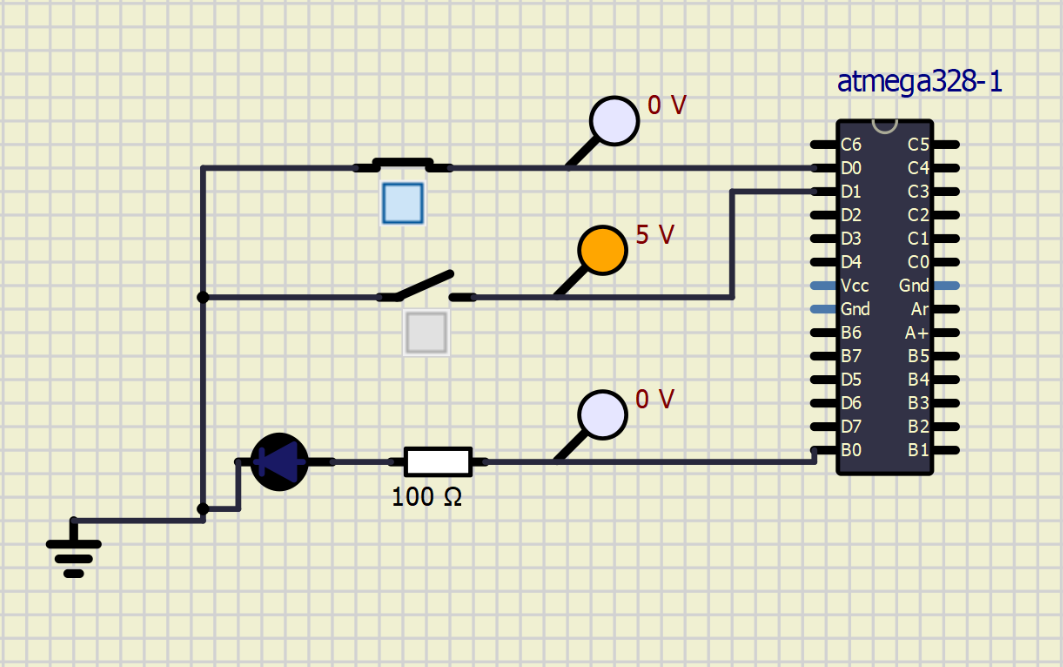 atmega328-1
0 V
5 V
0 V
100 Ω
C6 C5
D0 C4
D1 C3
D2 C2
D3 C1
D4 C0
Vcc Gnd
Gnd Ar
B6 A+
B7 B5
D5 B4
D6 B3
D7 B2
B0 B1